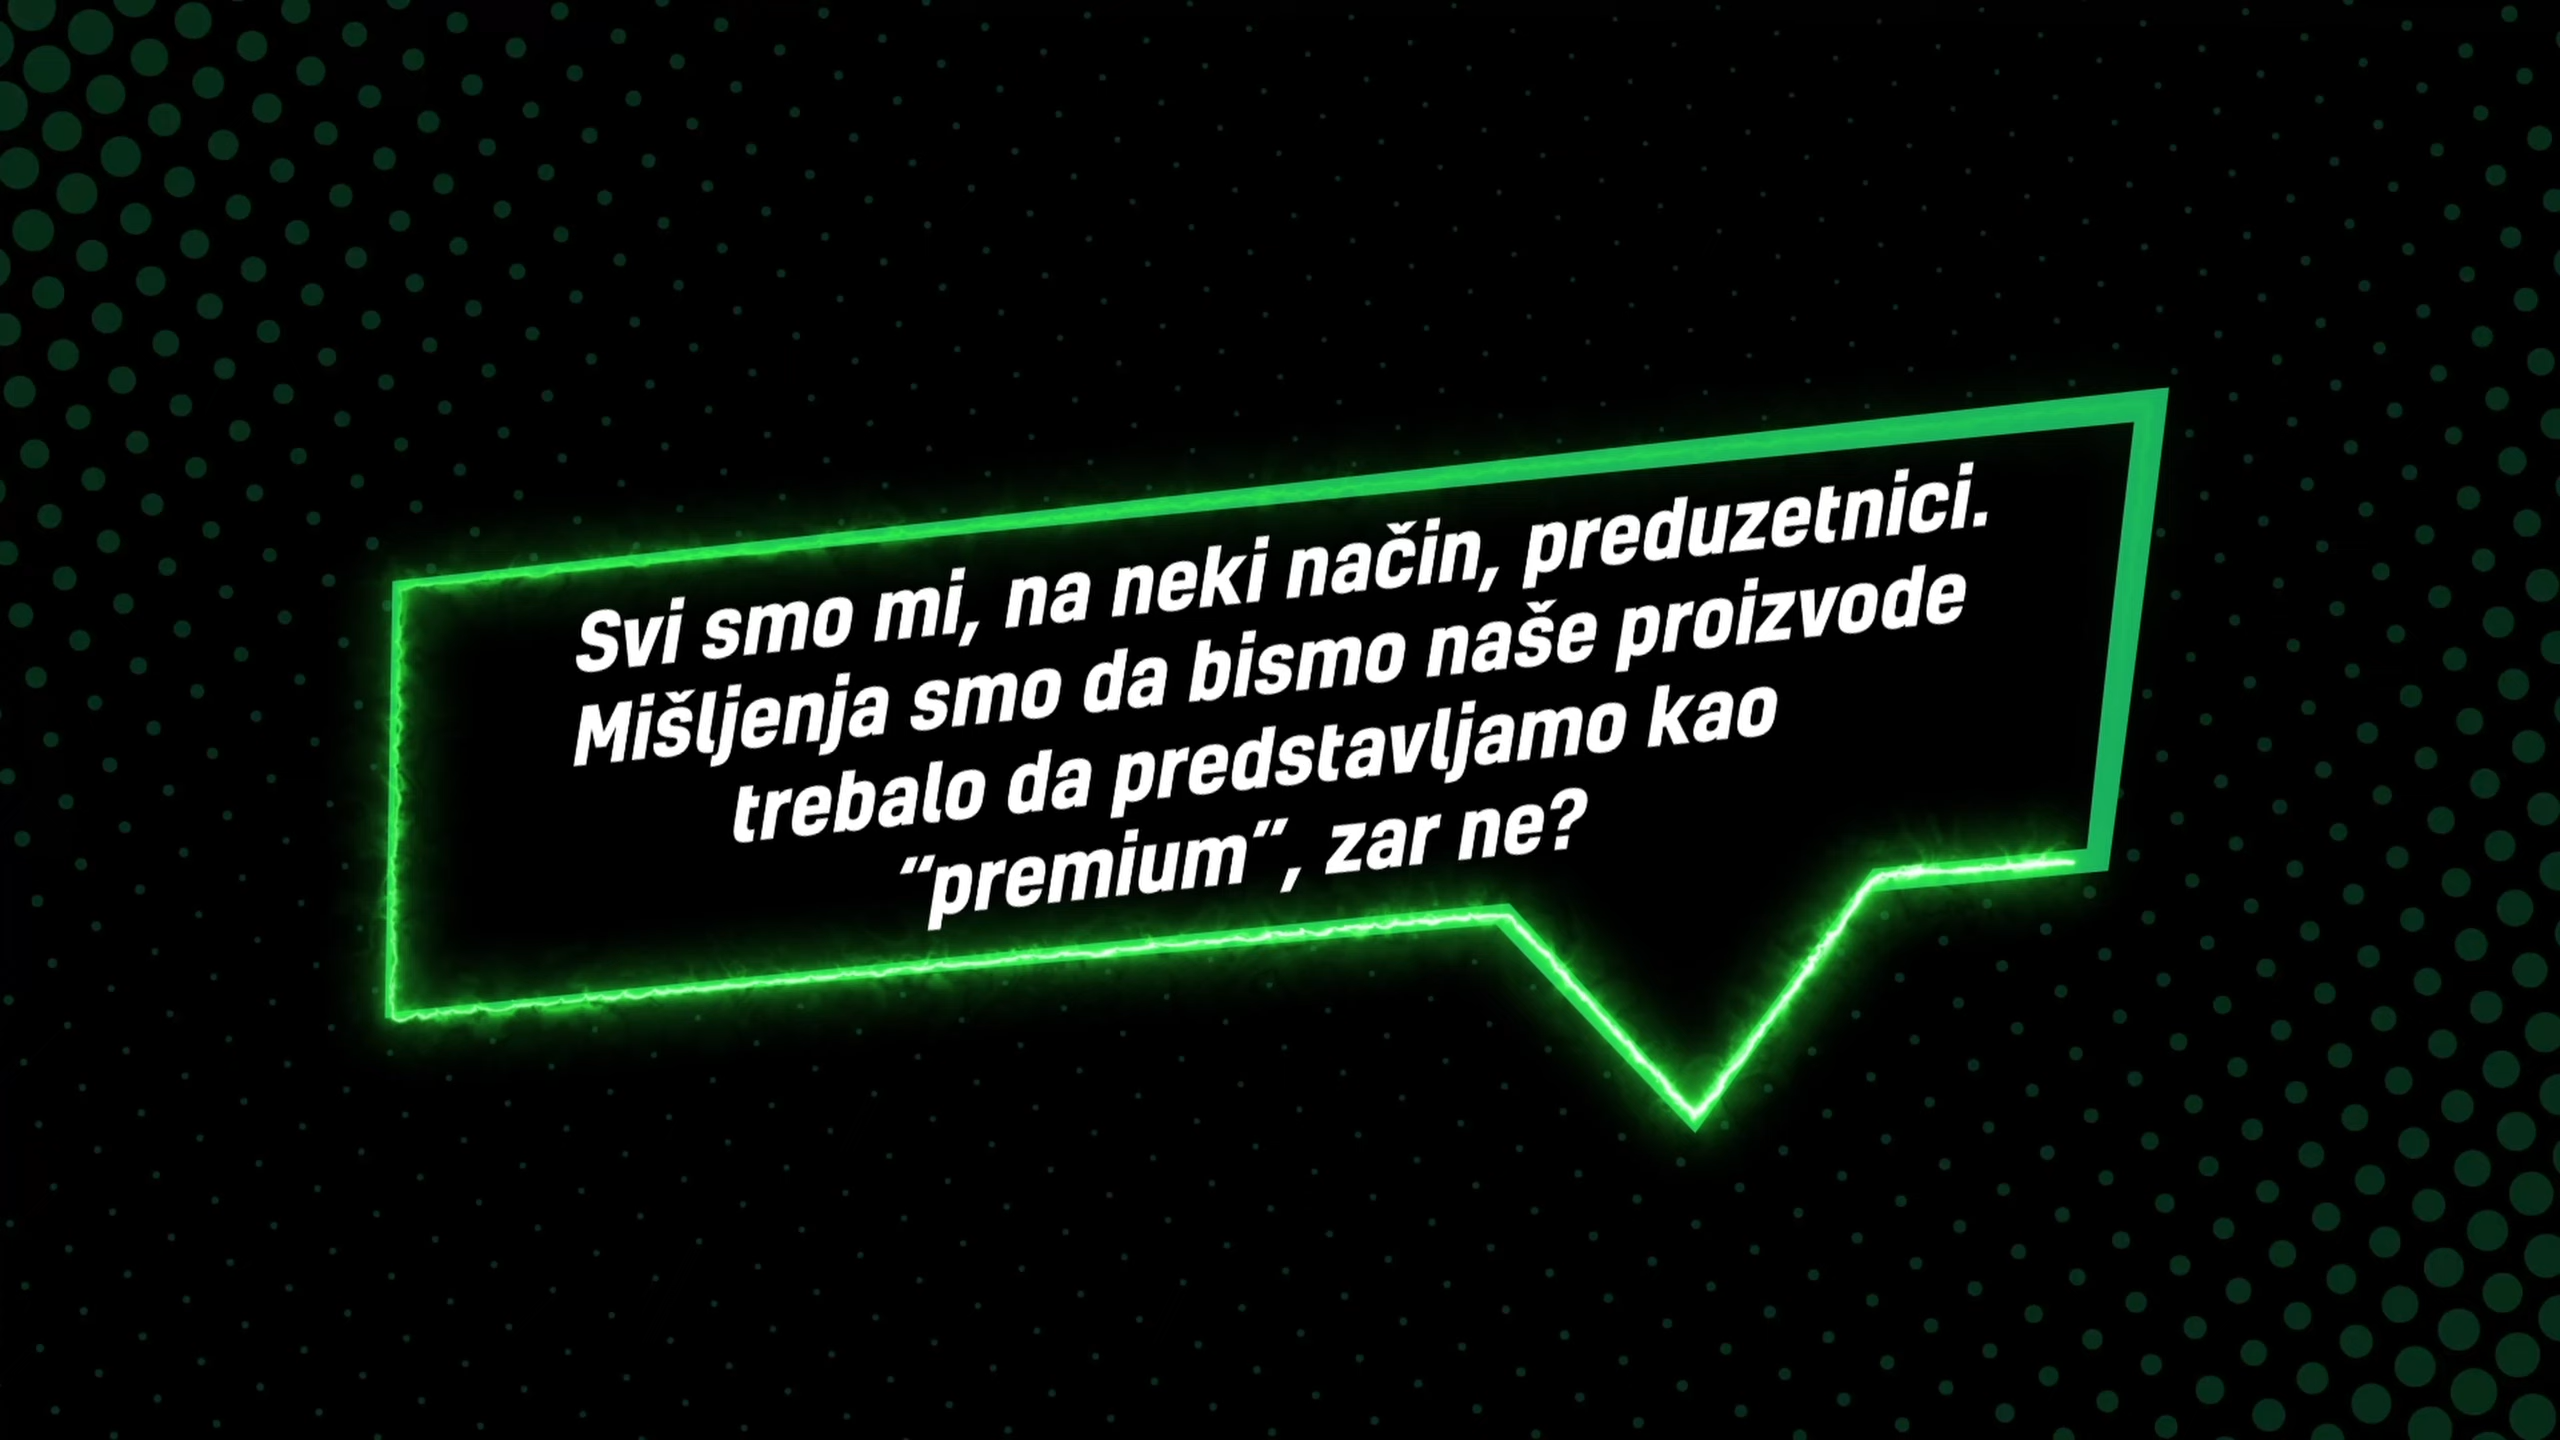 Svi smo mi, na neki način, preduzetnici.
Mišljenja smo da bismo naše proizvode
trebalo da predstavljamo kao
“premium”, zar ne?